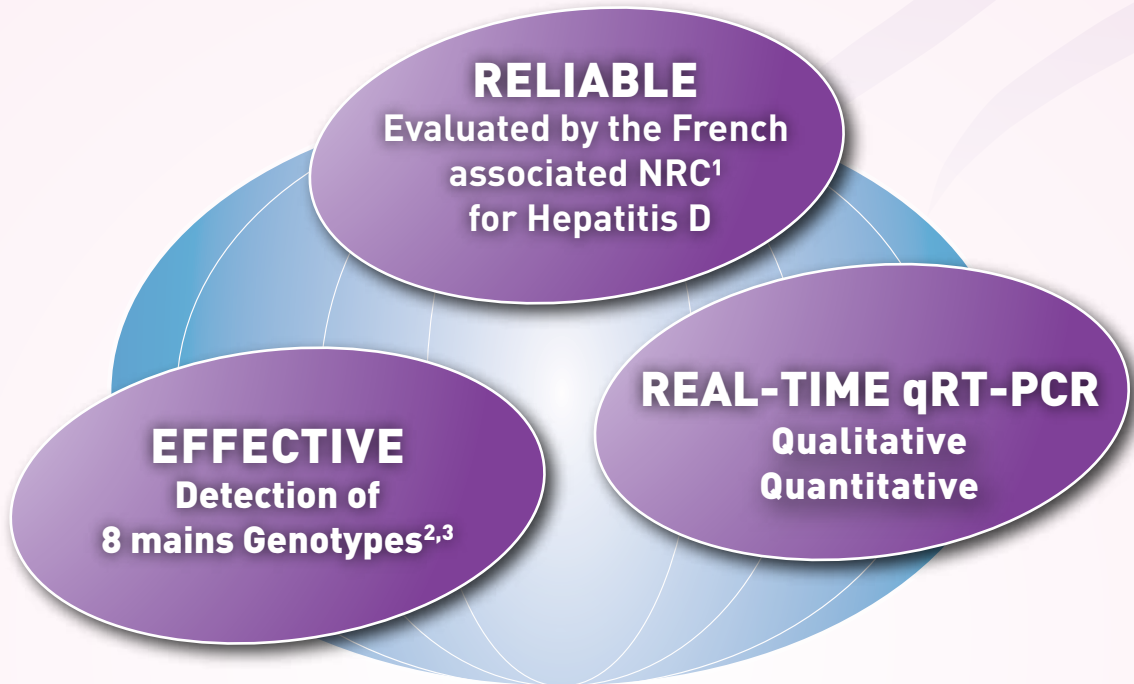 RELIABLE
Evaluated by the French
associated NRC¹
for Hepatitis D
REAL-TIME qRT-PCR
Qualitative
Quantitative
EFFECTIVE
Detection of
8 mains Genotypes²,³